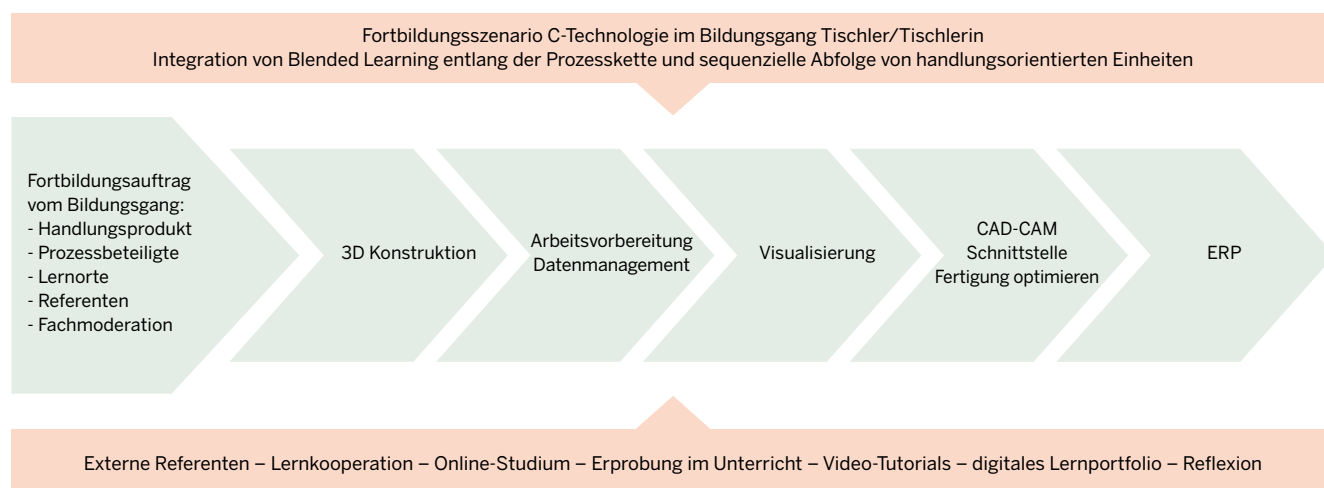 Fortbildungsszenario C-Technologie im Bildungsgang Tischler/Tischlerin
Integration von Blended Learning entlang der Prozesskette und sequenzielle Abfolge von handlungsorientierten Einheiten
Fortbildungsauftrag
vom Bildungsgang:
- Handlungsprodukt
- Prozessbeteiligte
- Lernorte
- Referenten
- Fachmoderation
3D Konstruktion
Arbeitsvorbereitung
Datenmanagement
Visualisierung
CAD-CAM
Schnittstelle
Fertigung optimieren
ERP
Externe Referenten – Lernkooperation – Online-Studium – Erprobung im Unterricht – Video-Tutorials – digitales Lernportfolio – Reflexion